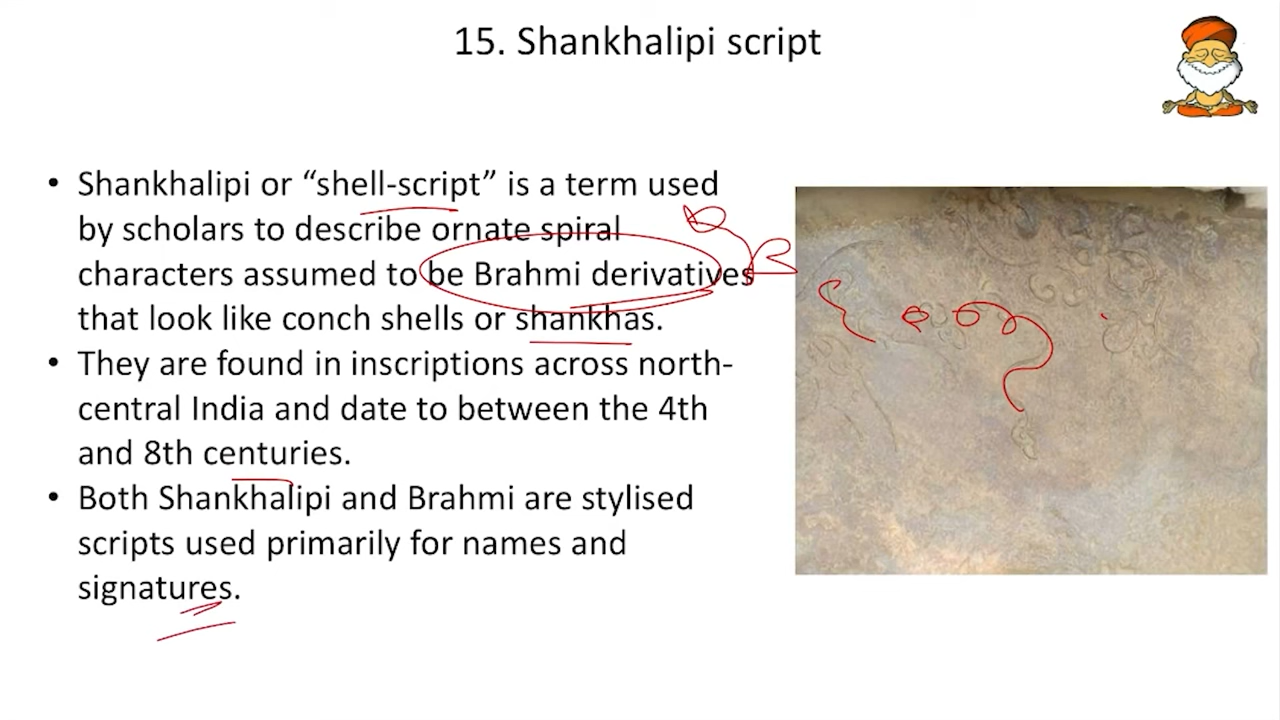 15. Shankhalipi script
• Shankhalipi or “shell-script” is a term used
by scholars to describe ornate spiral
characters assumed to be Brahmi derivatives
that look like conch shells or shankhas.
• They are found in inscriptions across north-
central India and date to between the 4th
and 8th centuries.
• Both Shankhalipi and Brahmi are stylised
scripts used primarily for names and
signatures.